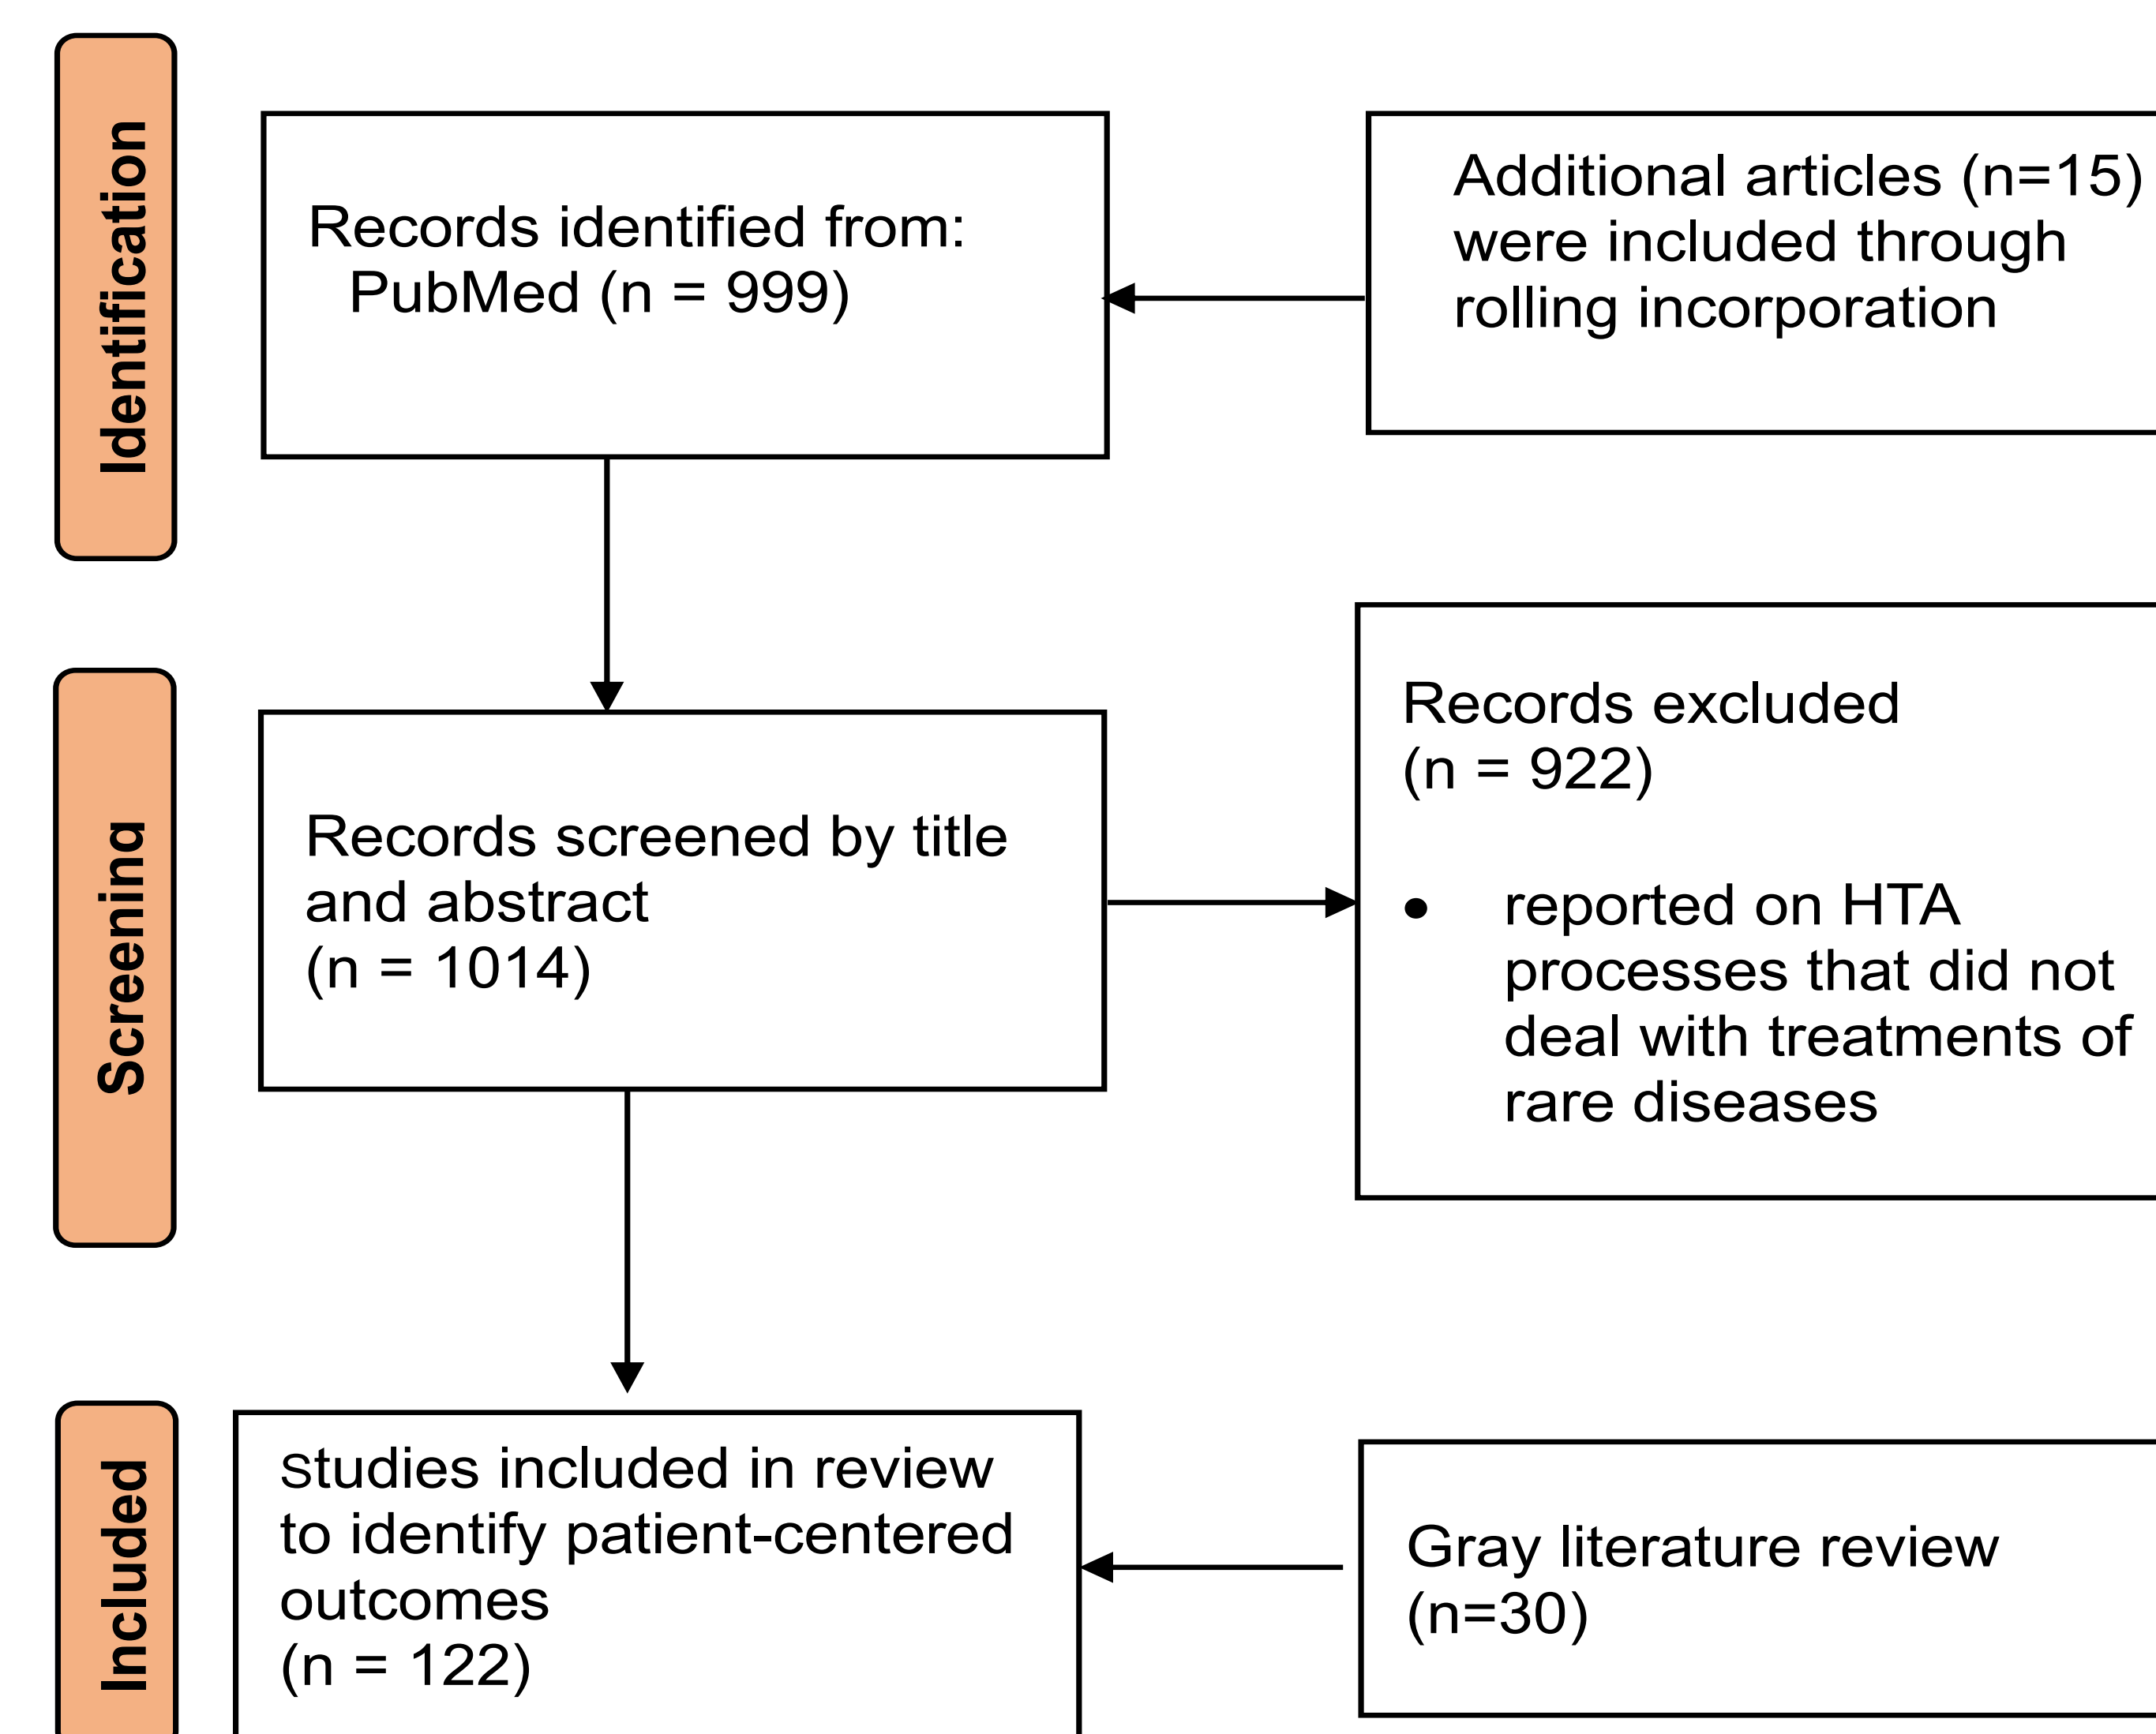 Identification
Records identified from:
PubMed (n = 999)
Additional articles (n=15)
were included through
rolling incorporation
Screening
Records screened by title
and abstract
(n = 1014)
Records excluded
(n = 922)
• reported on HTA
processes that did not
deal with treatments of
rare diseases
Included
Studies included in review
to identify patient-centered
outcomes
(n = 122)
Gray literature review
(n=30)